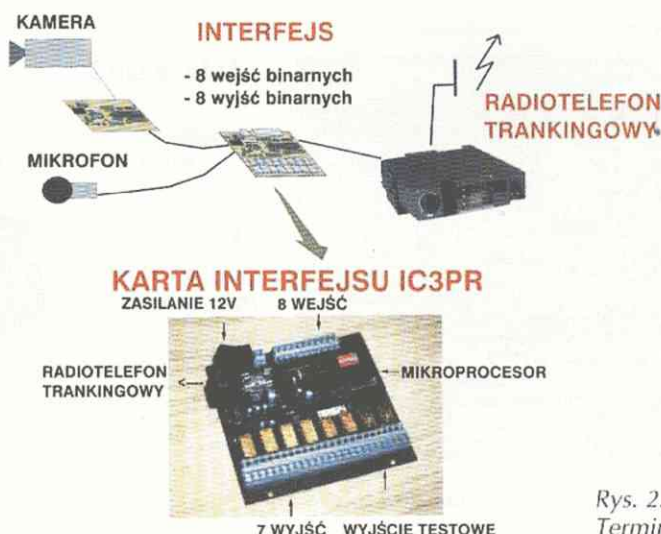 KAMERA
INTERFEJS
- 8 wejść binarnych
- 8 wyjść binarnych
RADIOTELEFON
TRANKINGOWY
MIKROFON
KARTA INTERFEJSU IC3PR
ZASILANIE 12V
8 WEJŚĆ
RADIOTELEFON
TRANKINGOWY
MIKROPROCESOR
7 WYJŚĆ
WYJŚCIE TESTOWE
Rys. 2.